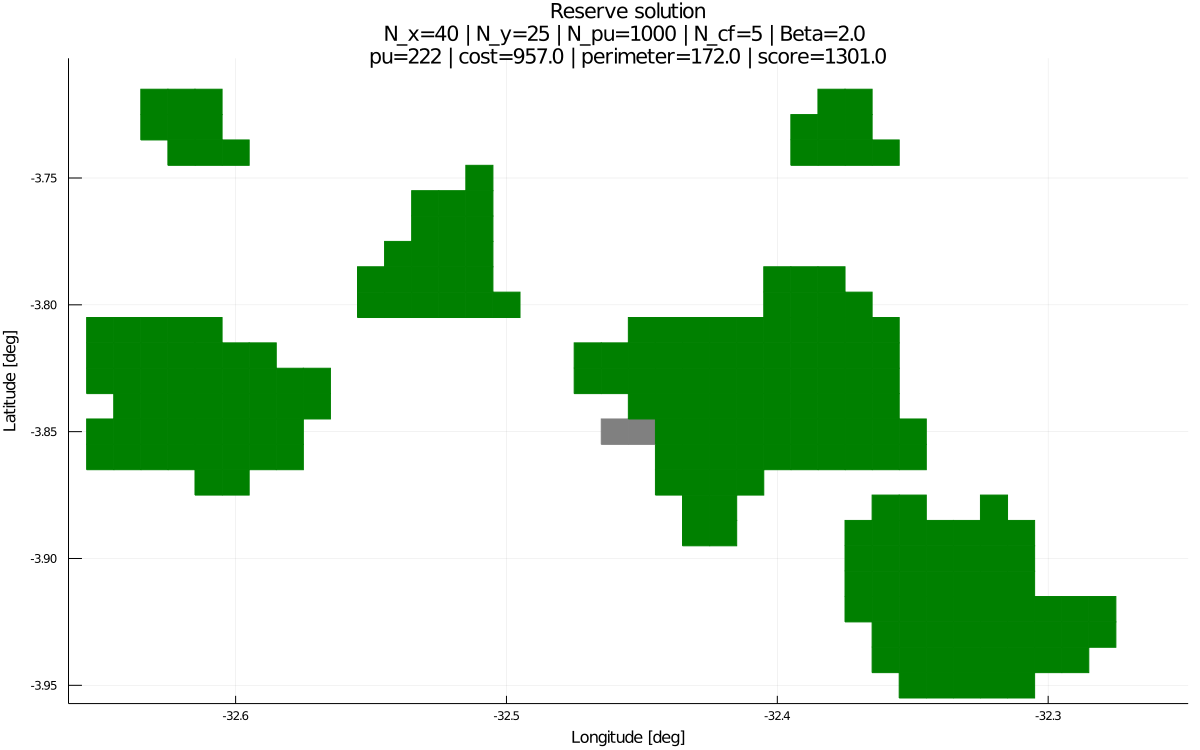 Reserve solution
N_x=40 | N_y=25 | N_pu=1000 | N_cf=5 | Beta=2.0
pu=222 | cost=957.0 | perimeter=172.0 | score=1301.0
-3.75
-3.80
-3.85
-3.90
-3.95
Latitude [deg]
-32.6
-32.5
-32.4
-32.3
Longitude [deg]